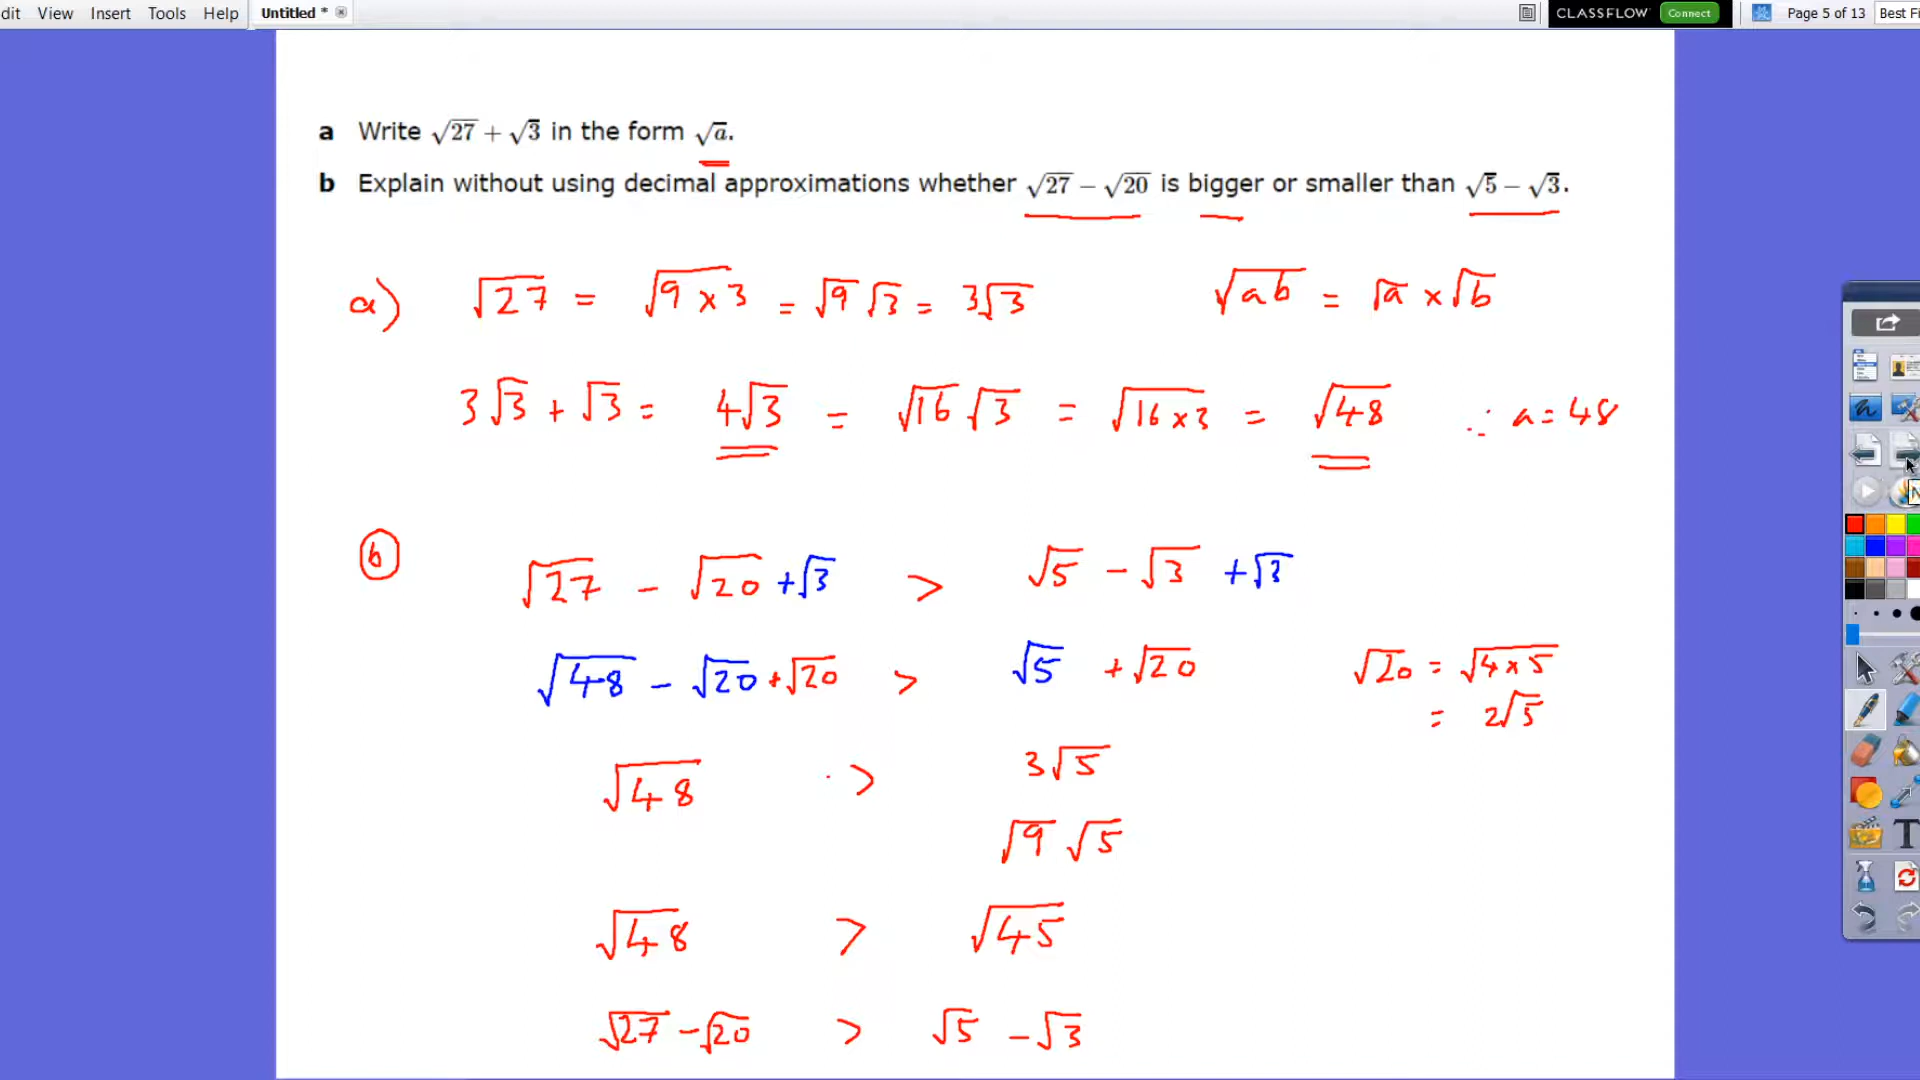 dit View Insert Tools Help Untitled * CLASSFLOW Connect Page 5 of 13 Best Fi
a Write √27 + √3 in the form √a.
b Explain without using decimal approximations whether √27 − √20 is bigger or smaller than √5 − √3.
a) √27 = √9 × 3 = √9 √3 = 3√3 √ab = √a × √b
3√3 + √3 = 4√3 = √16 √3 = √16 × 3 = √48 ∴ a = 48
b √27 − √20 + √3 > √5 − √3 + √3
√48 − √20 + √20 > √5 + √20 √20 = √4 × 5
= 2√5
√48 > 3√5
√9 √5
√48 > √45
√27 − √20 > √5 − √3